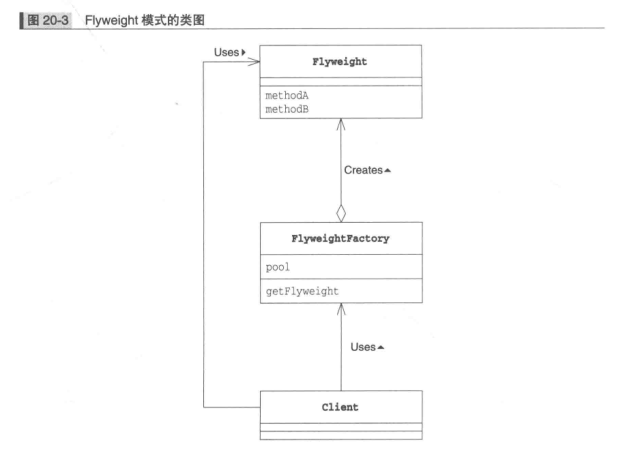 图 20-3 Flyweight 模式的类图
Uses
Flyweight
methodA
methodB
Creates
FlyweightFactory
pool
getFlyweight
Uses
Client